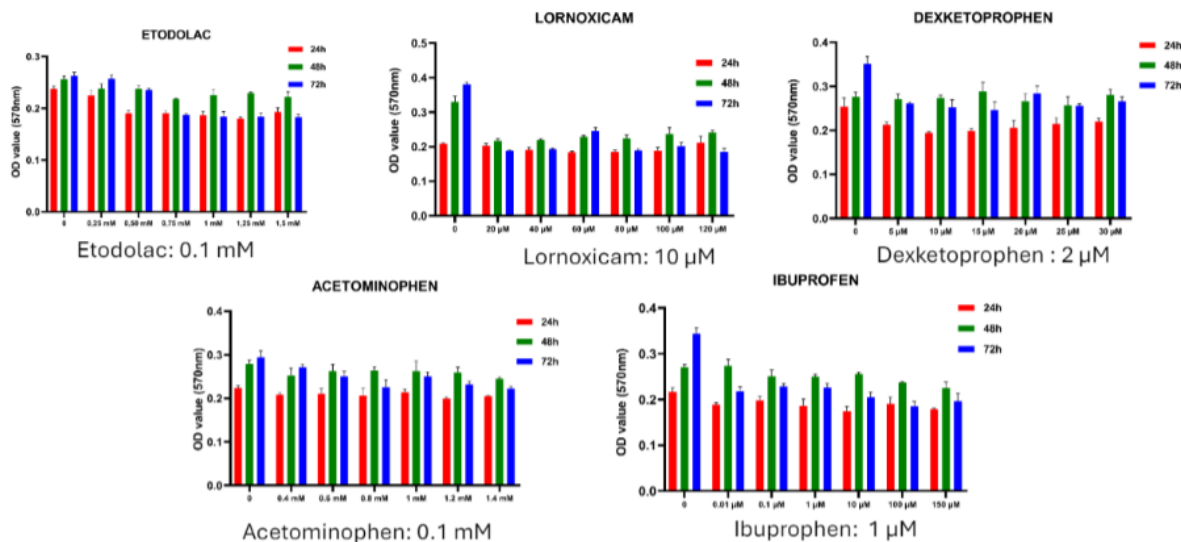 ETODOLAC
24h
48h
72h
OD value (570nm)
0.3
0.2
0.1
0.0
0 0,25 mM 0,50 mM 0,75 mM 1 mM 1,25 mM 1,5 mM
Etodolac: 0.1 mM
LORNOXICAM
24h
48h
72h
OD value (570nm)
0.5
0.4
0.3
0.2
0.1
0.0
0 20 µM 40 µM 60 µM 80 µM 100 µM 120 µM
Lornoxicam: 10 µM
DEXKETOPROPHEN
24h
48h
72h
OD value (570nm)
0.4
0.3
0.2
0.1
0.0
0 5 µM 10 µM 15 µM 20 µM 25 µM 30 µM
Dexketoprophen : 2 µM
ACETOMINOPHEN
24h
48h
72h
OD value (570nm)
0.4
0.3
0.2
0.1
0.0
0 0.4 mM 0.6 mM 0.8 mM 1 mM 1.2 mM 1.4 mM
Acetominophen: 0.1 mM
IBUPROFEN
24h
48h
72h
OD value (570nm)
0.4
0.3
0.2
0.1
0.0
0 0.01 µM 0.1 µM 1 µM 10 µM 100 µM 150 µM
Ibuprophen: 1 µM